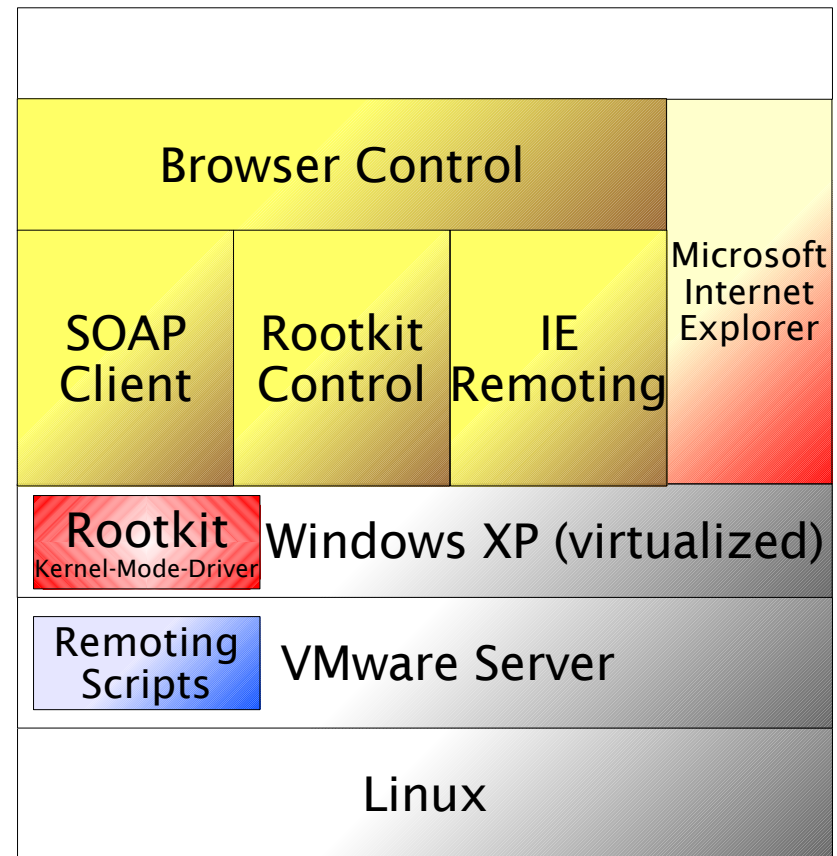 Browser Control
SOAP
Client
Rootkit
Control
IE
Remoting
Microsoft
Internet
Explorer
Rootkit
Kernel-Mode-Driver
Windows XP (virtualized)
Remoting
Scripts
VMware Server
Linux